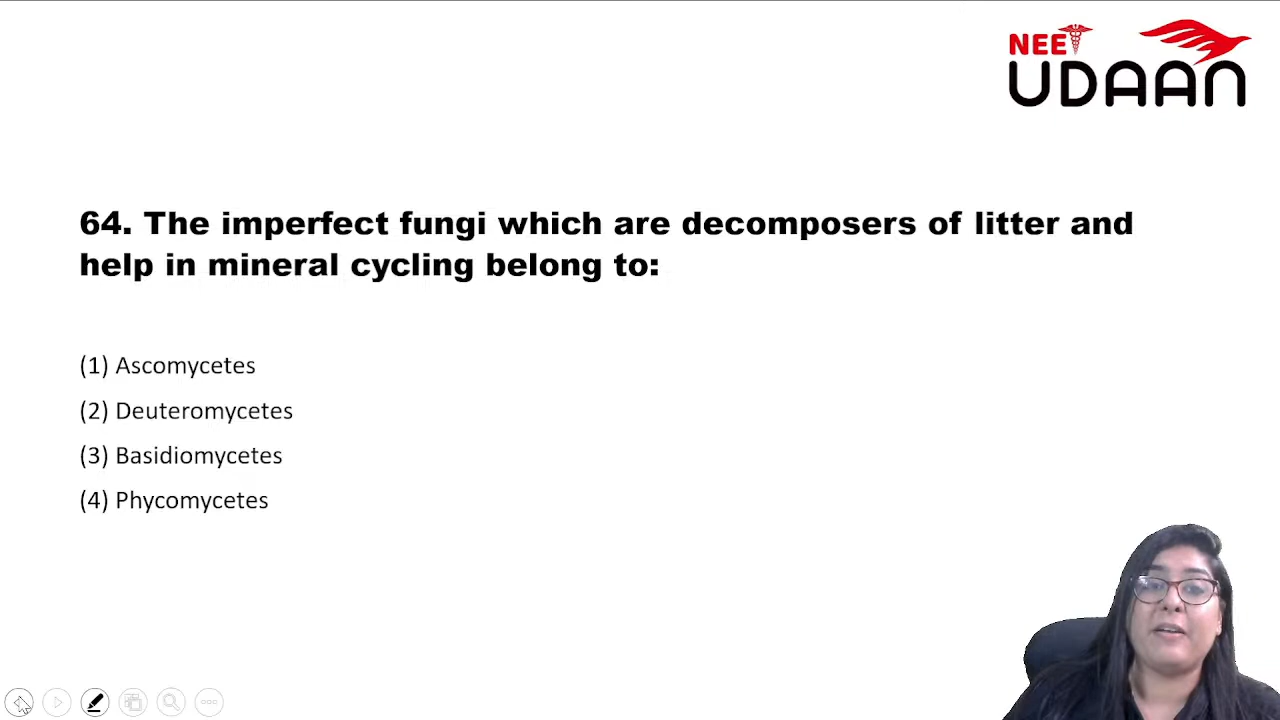 NEET
UDAAN
64. The imperfect fungi which are decomposers of litter and
help in mineral cycling belong to:
(1) Ascomycetes
(2) Deuteromycetes
(3) Basidiomycetes
(4) Phycomycetes